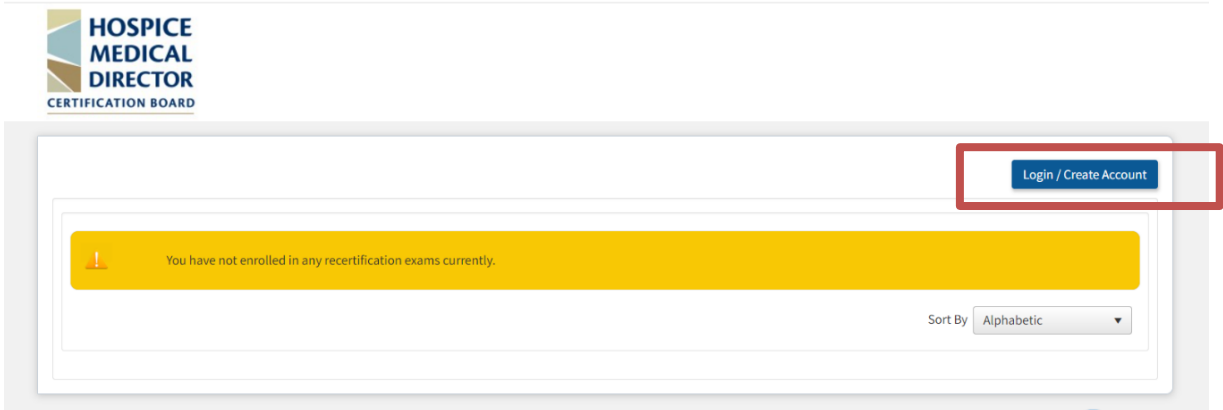 HOSPICE
MEDICAL
DIRECTOR
CERTIFICATION BOARD
Login / Create Account
You have not enrolled in any recertification exams currently.
Sort By Alphabetic